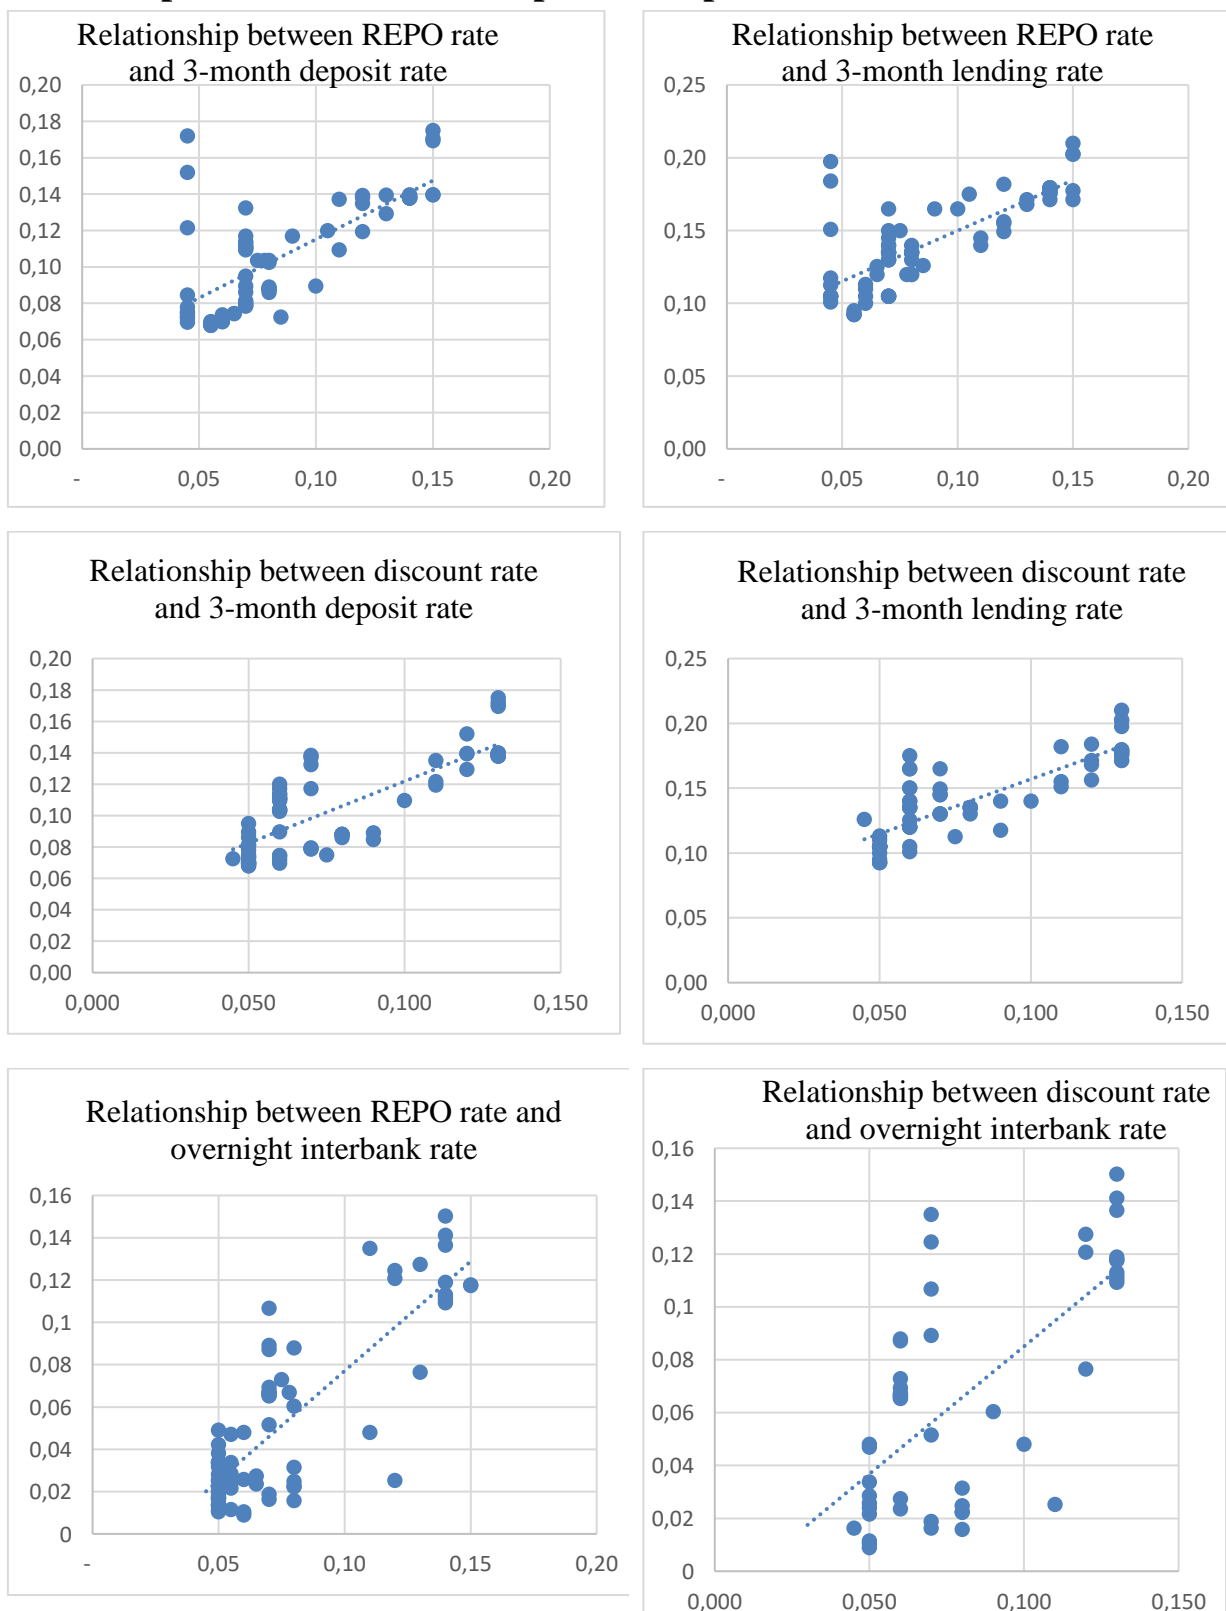 Relationship between REPO rate
and 3-month deposit rate
0,20
0,18
0,16
0,14
0,12
0,10
0,08
0,06
0,04
0,02
0,00
- 0,05 0,10 0,15 0,20
Relationship between REPO rate
and 3-month lending rate
0,25
0,20
0,15
0,10
0,05
0,00
- 0,05 0,10 0,15 0,20
Relationship between discount rate
and 3-month deposit rate
0,20
0,18
0,16
0,14
0,12
0,10
0,08
0,06
0,04
0,02
0,00
0,000 0,050 0,100 0,150
Relationship between discount rate
and 3-month lending rate
0,25
0,20
0,15
0,10
0,05
0,00
0,000 0,050 0,100 0,150
Relationship between REPO rate and
overnight interbank rate
0,16
0,14
0,12
0,1
0,08
0,06
0,04
0,02
0
- 0,05 0,10 0,15 0,20
Relationship between discount rate
and overnight interbank rate
0,16
0,14
0,12
0,1
0,08
0,06
0,04
0,02
0
0,000 0,050 0,100 0,150